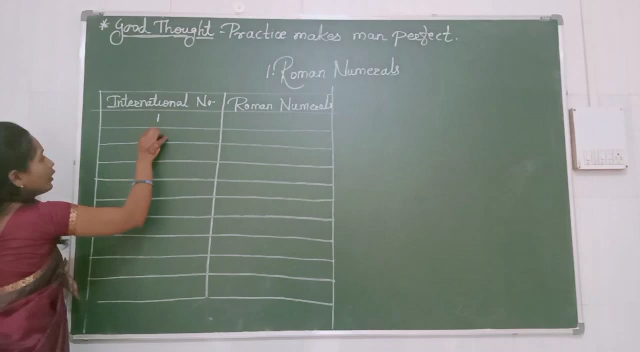 * Good Thought - Practice makes man perfect.
1. Roman Numerals
International No. Roman Numerals
1